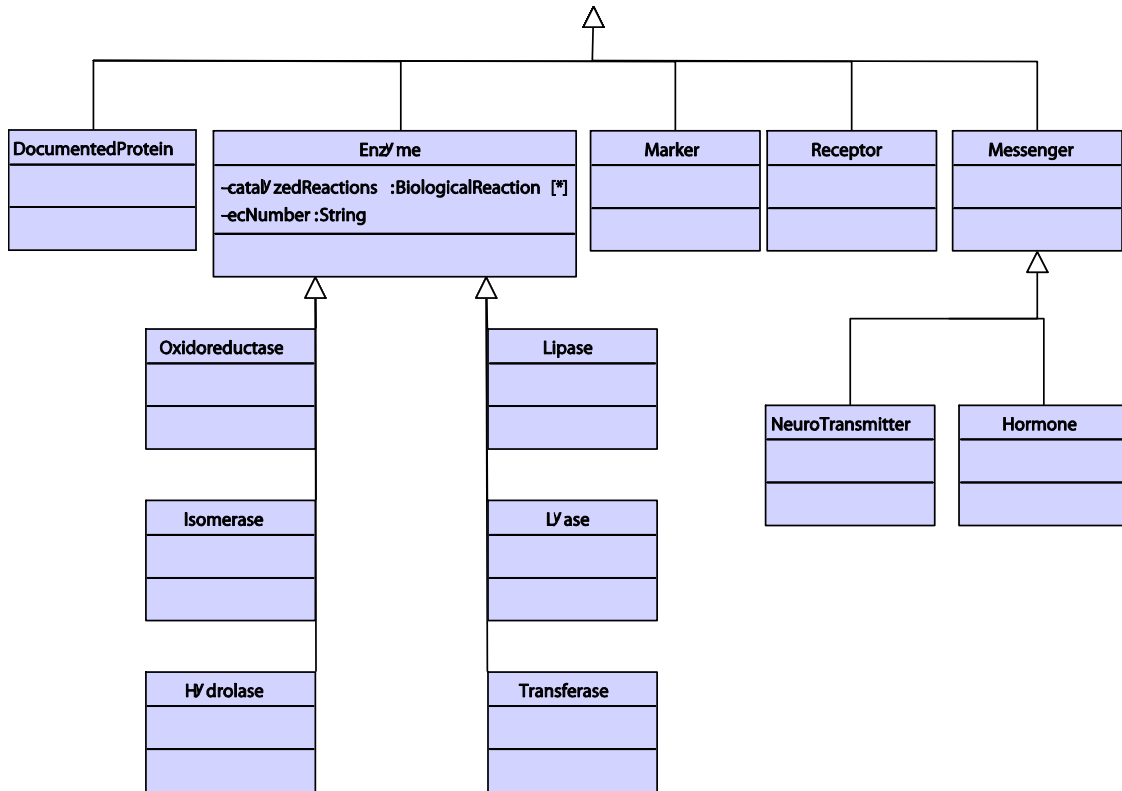 DocumentedProtein
Enzyme
-catalyzedReactions :BiologicalReaction [*]
-ecNumber :String
Marker
Receptor
Messenger
Oxidoreductase
Lipase
NeuroTransmitter
Hormone
Isomerase
Lyase
Hydrolase
Transferase